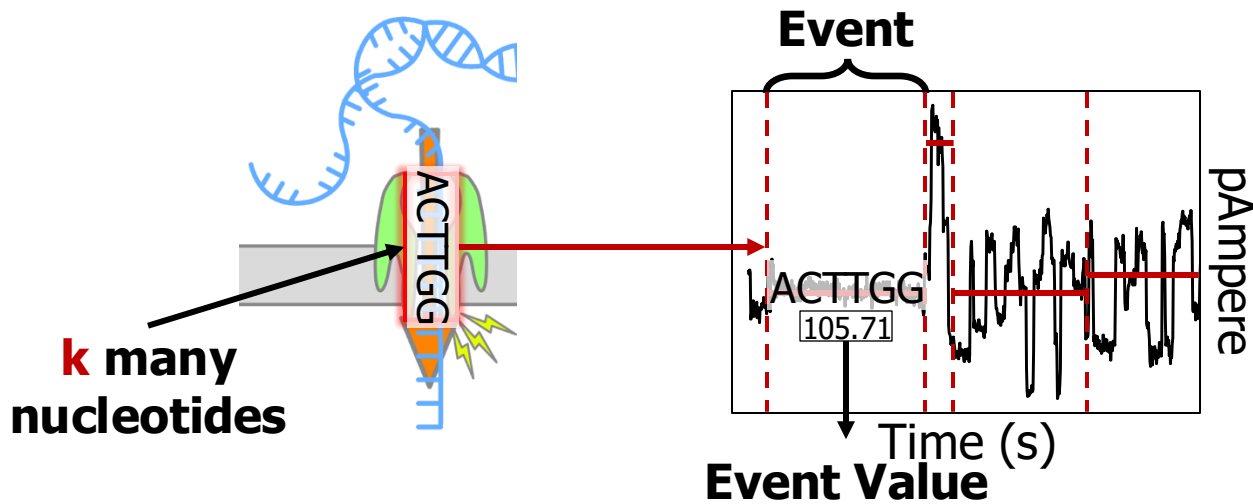 Event
ACTTGG
k many
nucleotides
ACTTGG
105.71
pAmpere
Time (s)
Event Value